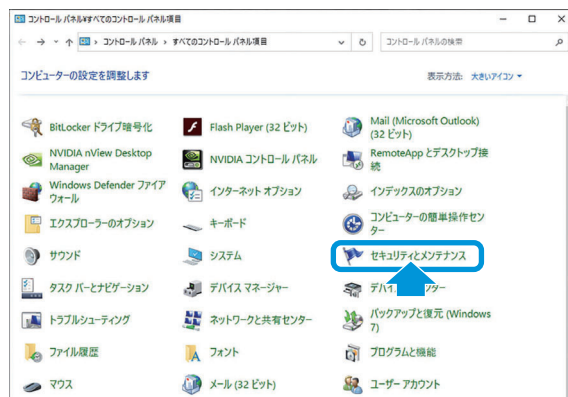 コントロール パネル¥すべてのコントロール パネル項目
コントロール パネル › すべてのコントロール パネル項目
コントロール パネルの検索
コンピューターの設定を調整します
表示方法: 大きいアイコン
BitLocker ドライブ暗号化
Flash Player (32 ビット)
Mail (Microsoft Outlook)
(32 ビット)
NVIDIA nView Desktop
Manager
NVIDIA コントロール パネル
RemoteApp とデスクトップ接
続
Windows Defender ファイア
ウォール
インターネット オプション
インデックスのオプション
エクスプローラーのオプション
キーボード
コンピューターの簡単操作セン
ター
サウンド
システム
セキュリティとメンテナンス
タスク バーとナビゲーション
デバイス マネージャー
トラブルシューティング
ネットワークと共有センター
バックアップと復元 (Windows
7)
ファイル履歴
フォント
プログラムと機能
マウス
メール (32 ビット)
ユーザー アカウント